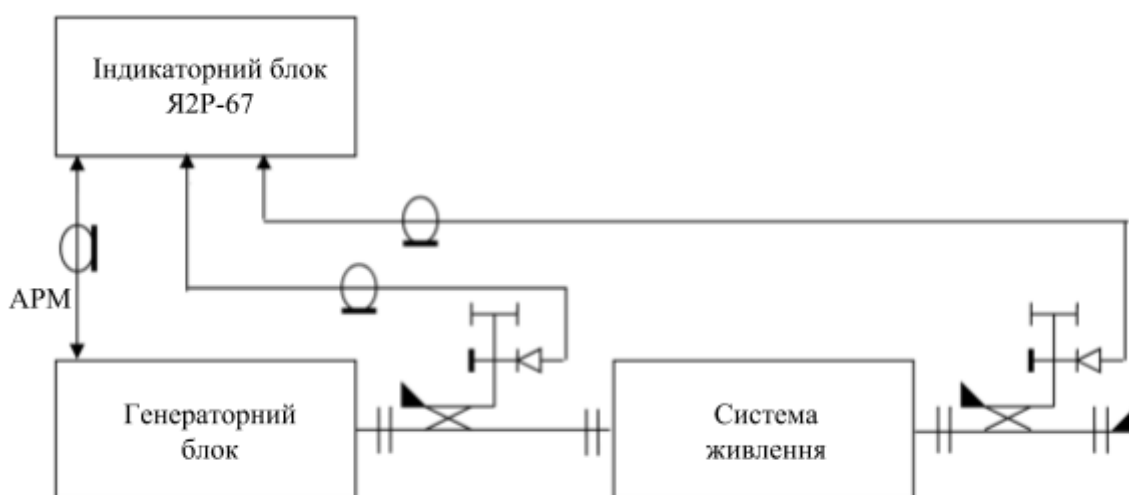 Індикаторний блок
Я2Р-67
АРМ
Генераторний
блок
Система
живлення